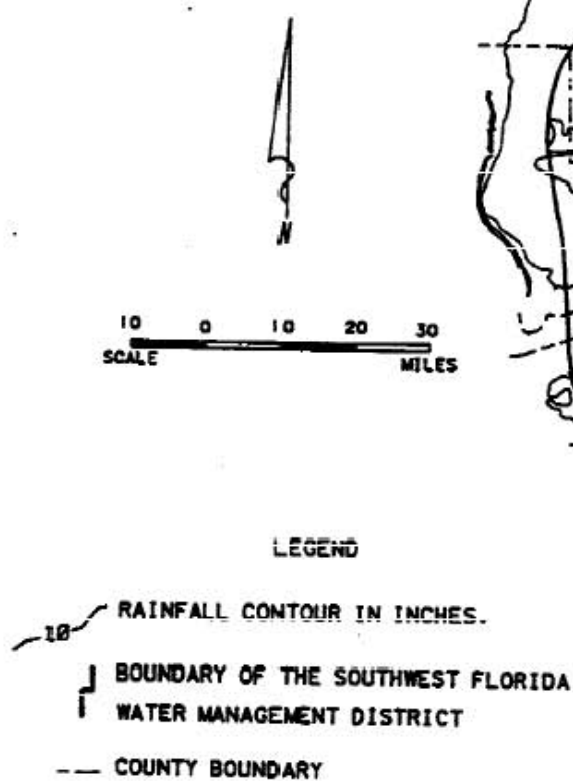 N
10 0 10 20 30
SCALE MILES
LEGEND
10 RAINFALL CONTOUR IN INCHES.
BOUNDARY OF THE SOUTHWEST FLORIDA
WATER MANAGEMENT DISTRICT
COUNTY BOUNDARY